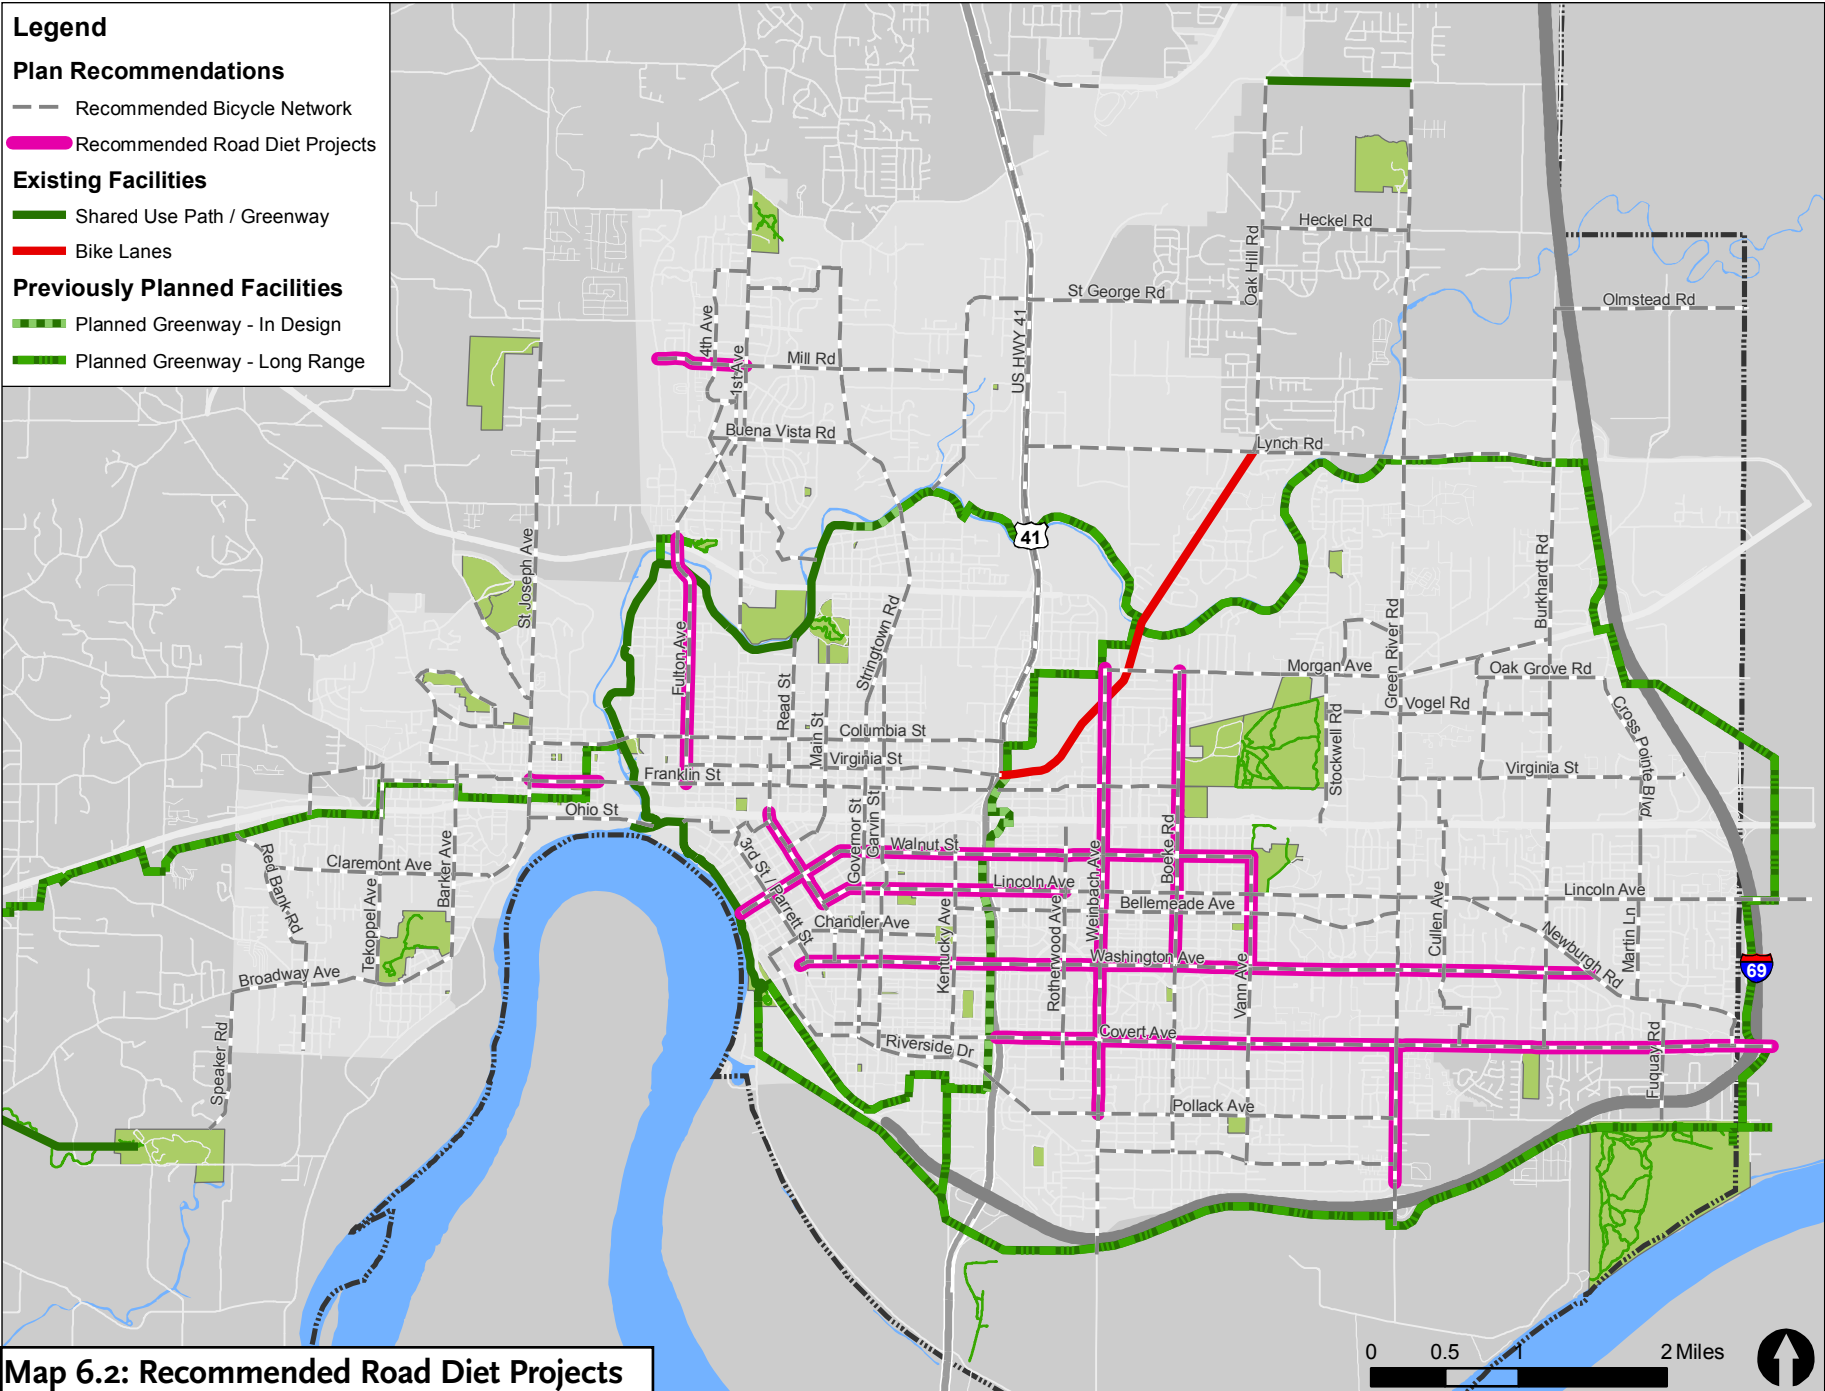 Legend
Plan Recommendations
Recommended Bicycle Network
Recommended Road Diet Projects
Existing Facilities
Shared Use Path / Greenway
Bike Lanes
Previously Planned Facilities
Planned Greenway - In Design
Planned Greenway - Long Range
Heckel Rd
Oak Hill Rd
St George Rd
Olmstead Rd
US HWY 41
4th Ave
1st Ave
Mill Rd
Buena Vista Rd
Lynch Rd
41
St Joseph Ave
Burkhardt Rd
Stringtown Rd
Green River Rd
Fulton Ave
Morgan Ave
Oak Grove Rd
Read St
Main St
Columbia St
Vogel Rd
Cross Pointe Blvd
Stockwell Rd
Virginia St
Virginia St
Franklin St
Ohio St
Governor St
Garvin St
Walnut St
Boeke Rd
Barker Ave
Red Bank Rd
Claremont Ave
3rd St / Parrett St
Lincoln Ave
Lincoln Ave
Weinbach Ave
Bellemeade Ave
Tekoppel Ave
Chandler Ave
Kentucky Ave
Rotherwood Ave
Cullen Ave
Newburgh Rd
Martin Ln
Washington Ave
Broadway Ave
Vann Ave
69
Speaker Rd
Riverside Dr
Covert Ave
Fuquay Rd
Pollack Ave
0 0.5 1 2 Miles
Map 6.2: Recommended Road Diet Projects